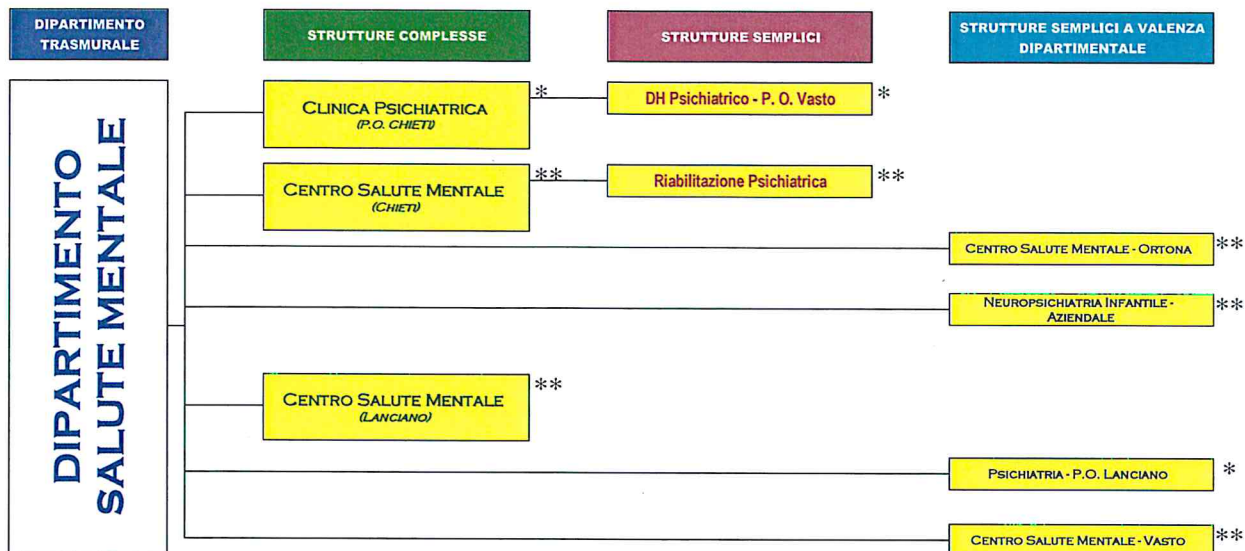 DIPARTIMENTO
TRASMURALE
STRUTTURE COMPLESSE
STRUTTURE SEMPLICI
STRUTTURE SEMPLICI A VALENZA
DIPARTIMENTALE
DIPARTIMENTO
SALUTE MENTALE
CLINICA PSICHIATRICA
(P.O. CHIETI)
*
DH Psichiatrico - P. O. Vasto
*
CENTRO SALUTE MENTALE
(CHIETI)
**
Riabilitazione Psichiatrica
**
CENTRO SALUTE MENTALE - ORTONA
**
NEUROPSICHIATRIA INFANTILE -
AZIENDALE
**
CENTRO SALUTE MENTALE
(LANCIANO)
**
PSICHIATRIA - P.O. LANCIANO
*
CENTRO SALUTE MENTALE - VASTO
**